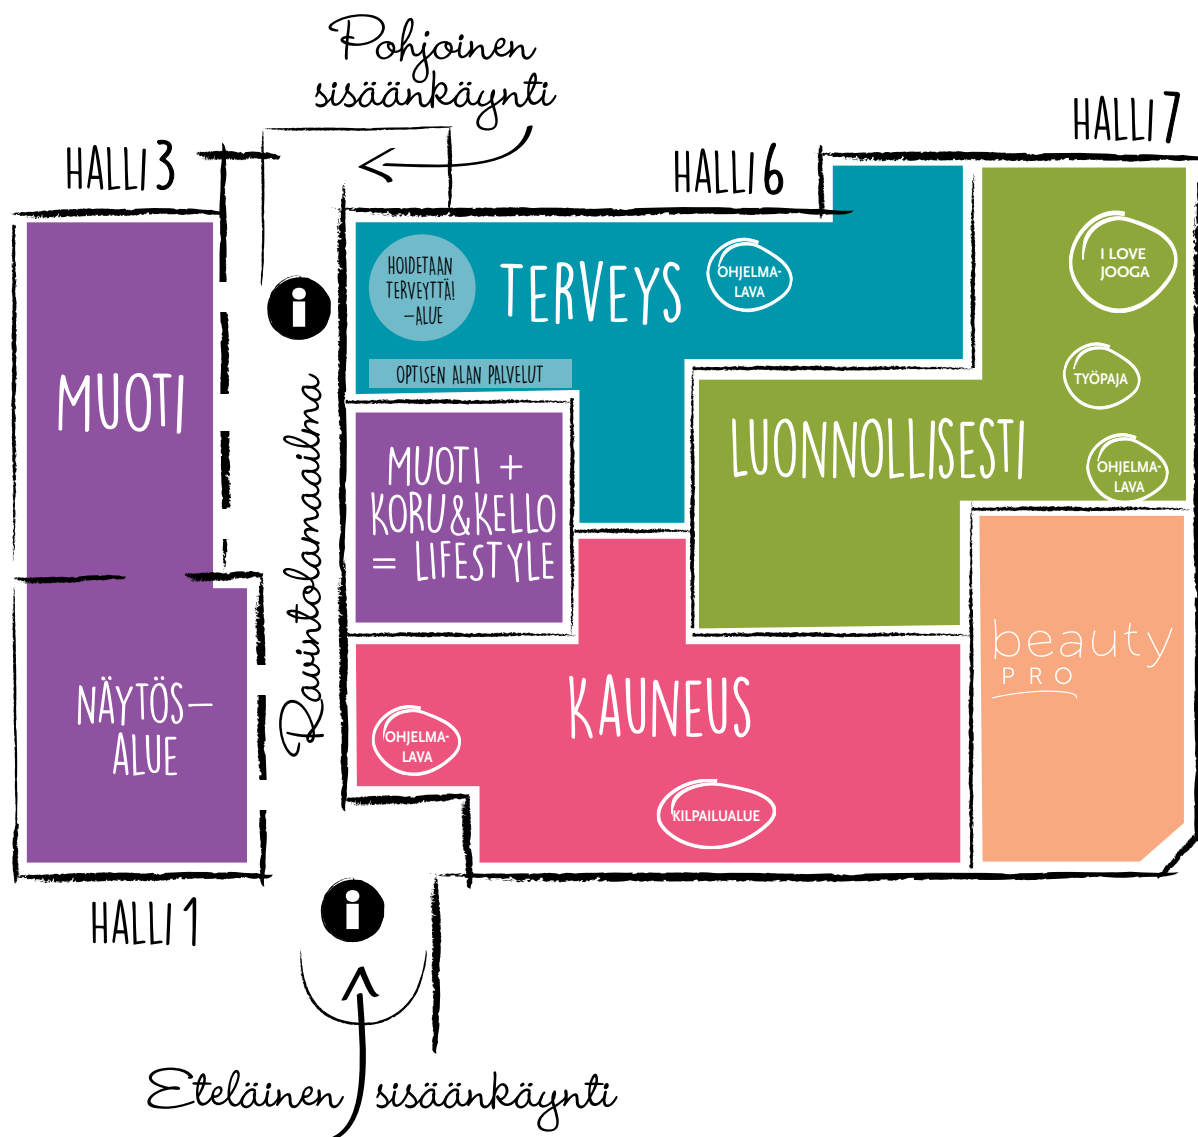 Pohjoinen
sisäänkäynti
HALLI 3
HALLI 6
HALLI 7
HOIDETAAN
TERVEYTTÄ!
–ALUE
TERVEYS
OHJELMA-
LAVA
I LOVE
JOOGA
OPTISEN ALAN PALVELUT
TYÖPAJA
MUOTI
Ravintolamaailma
MUOTI +
KORU&KELLO
= LIFESTYLE
LUONNOLLISESTI
OHJELMA-
LAVA
beauty
PRO
NÄYTÖS–
ALUE
KAUNEUS
OHJELMA-
LAVA
KILPAILUALUE
HALLI 1
Eteläinen sisäänkäynti